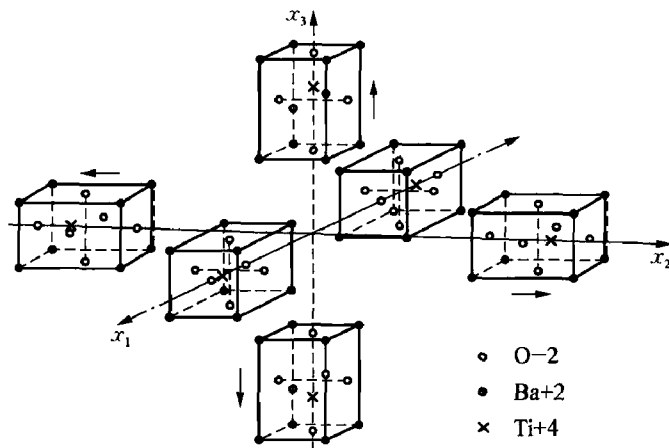 x₃
x₂
x₁
O−2
Ba+2
Ti+4